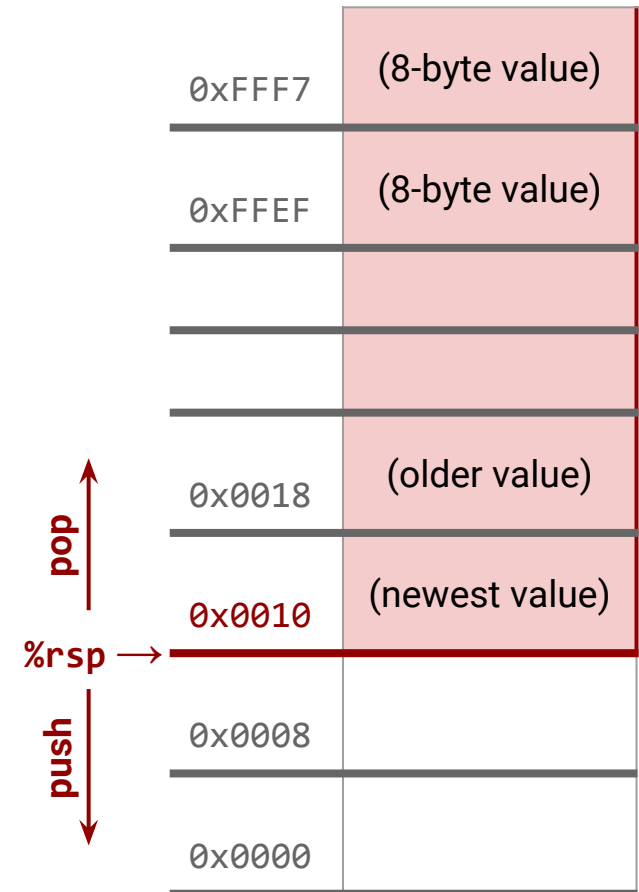 (8-byte value)
0xFFF7
(8-byte value)
0xFFEF
(older value)
0x0018
pop
(newest value)
0x0010
%rsp →
0x0008
push
0x0000